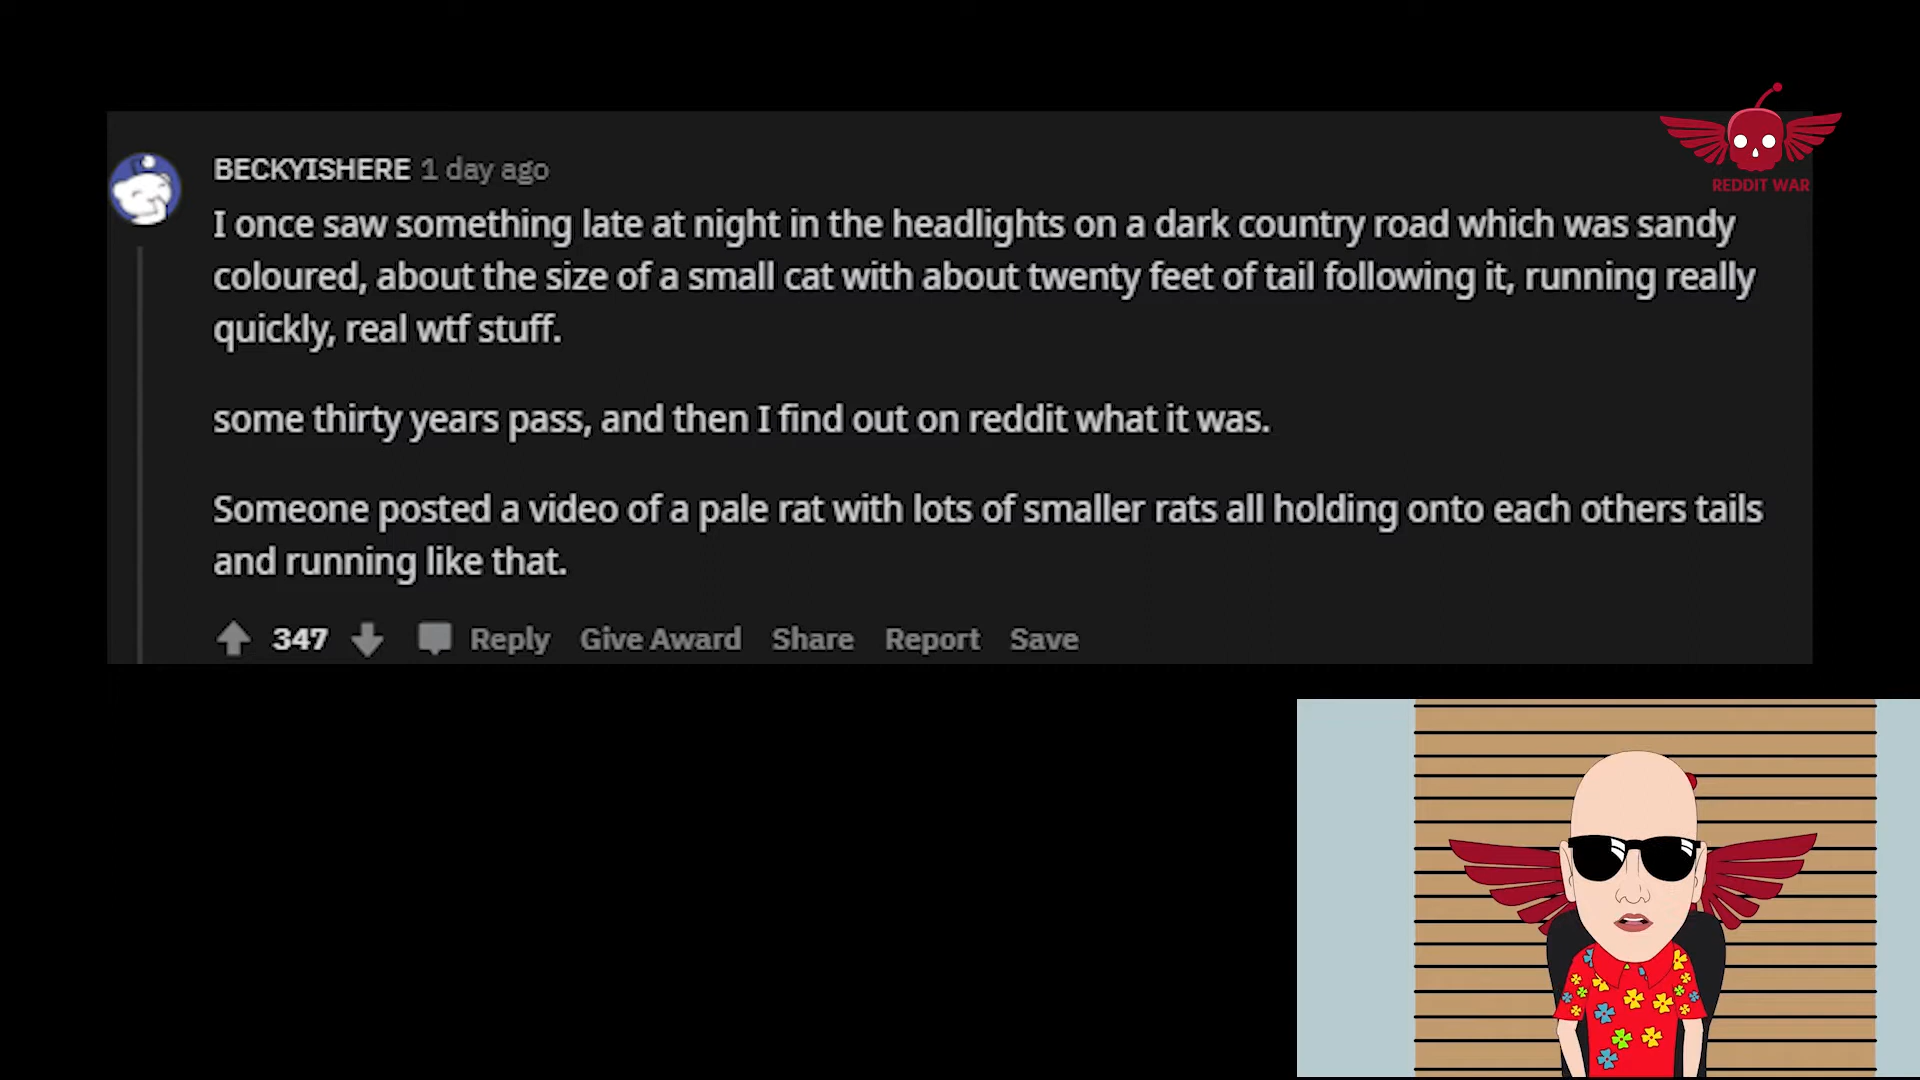 REDDIT WAR
BECKYISHERE 1 day ago
I once saw something late at night in the headlights on a dark country road which was sandy
coloured, about the size of a small cat with about twenty feet of tail following it, running really
quickly, real wtf stuff.
some thirty years pass, and then I find out on reddit what it was.
Someone posted a video of a pale rat with lots of smaller rats all holding onto each others tails
and running like that.
347 Reply Give Award Share Report Save